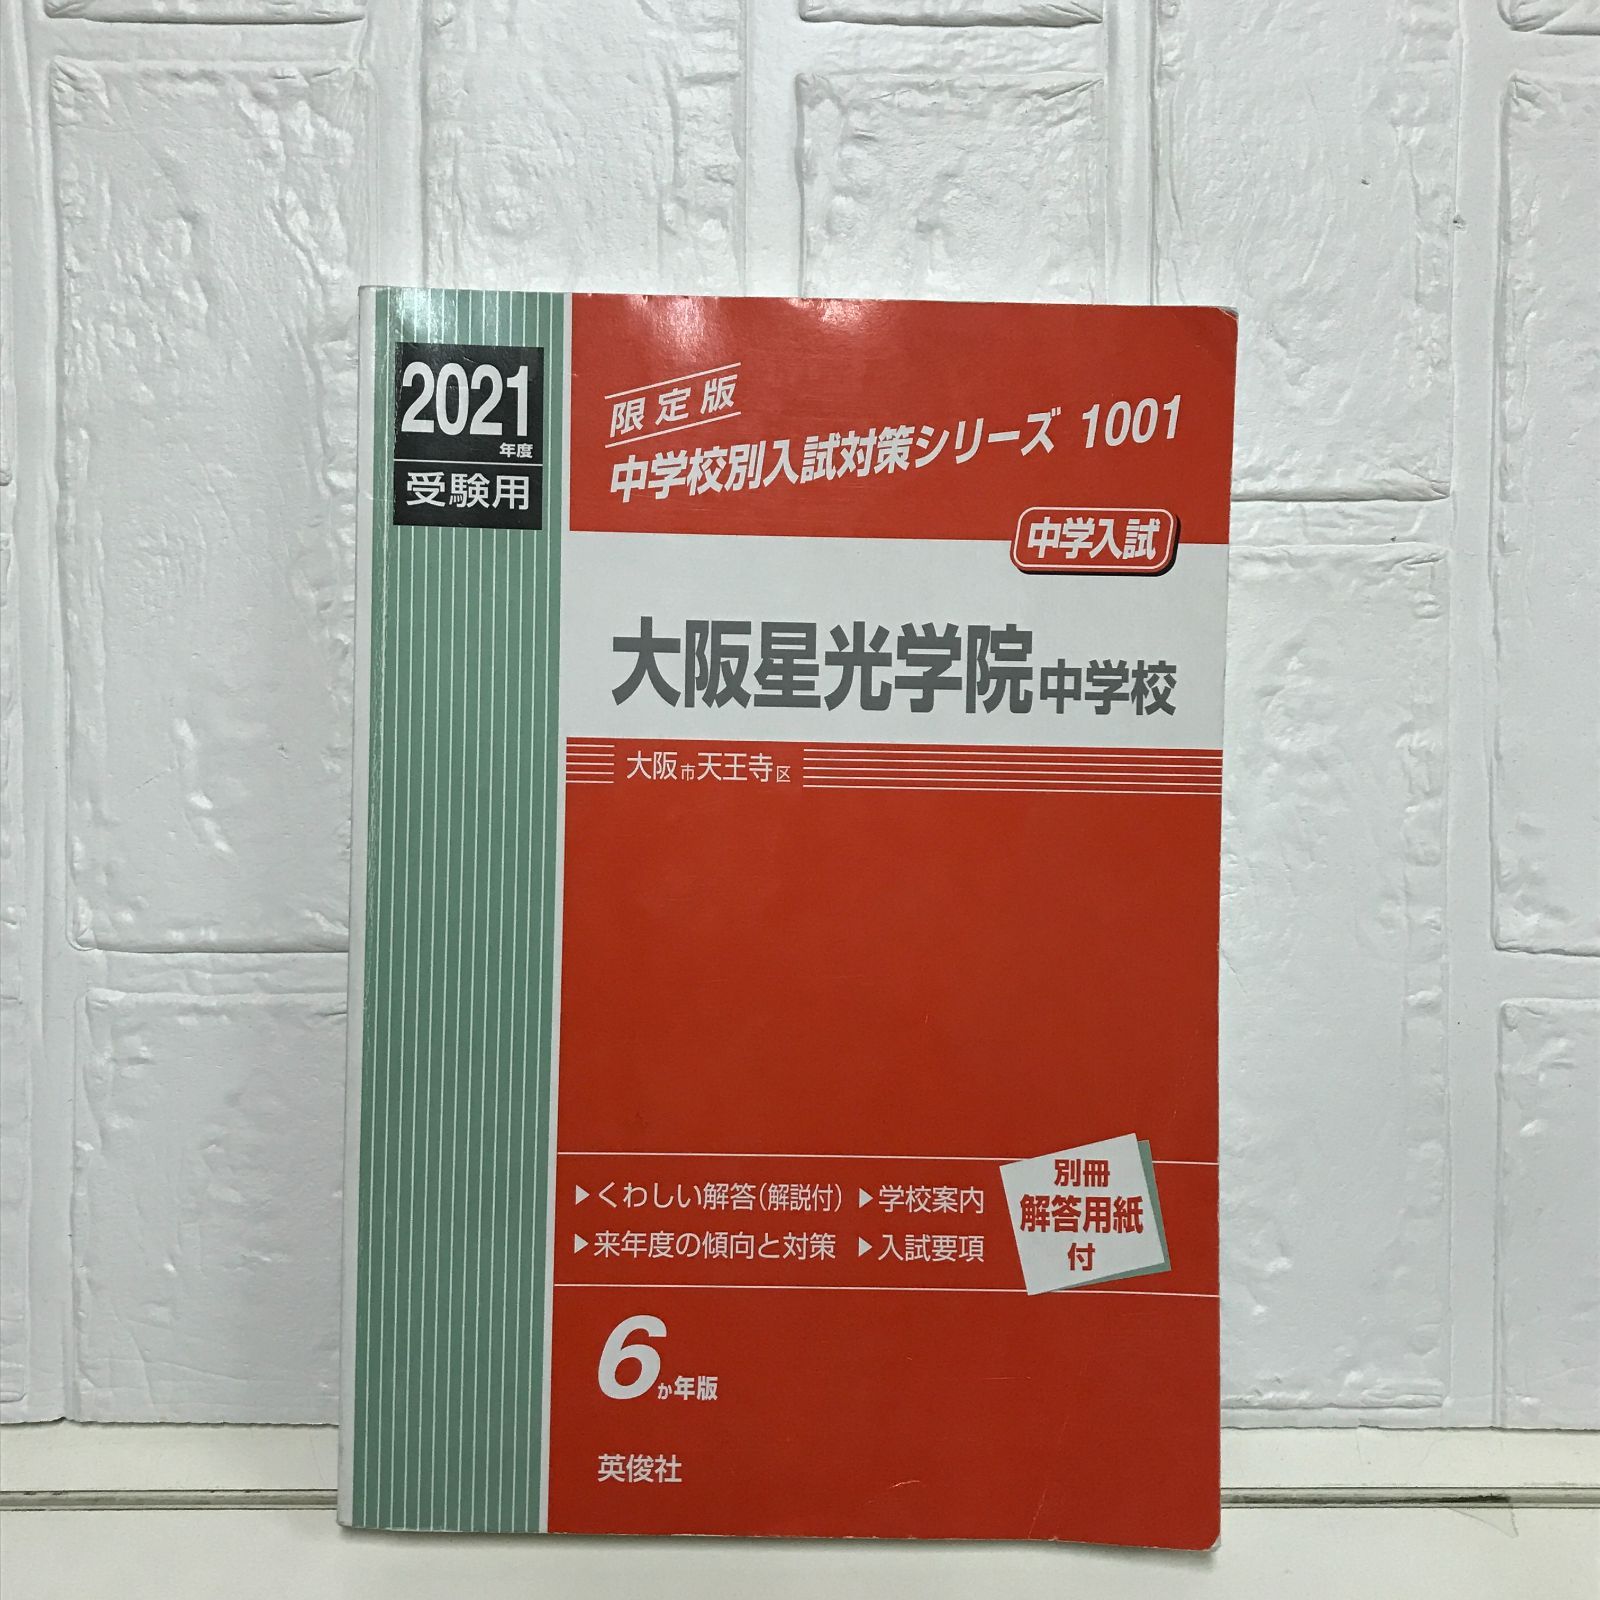 2021
年度
受験用
限定版
中学校別入試対策シリーズ 1001
中学入試
大阪星光学院中学校
大阪市天王寺区
▶くわしい解答(解説付) ▶学校案内
▶来年度の傾向と対策 ▶入試要項
別冊
解答用紙
付
6か年版
英俊社